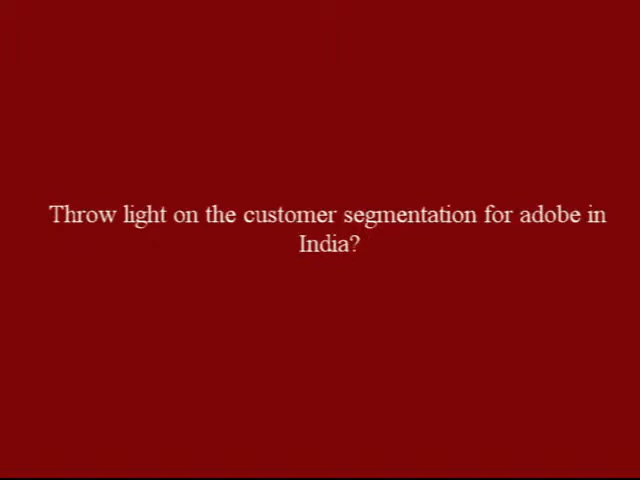 Throw light on the customer segmentation for adobe in
India?